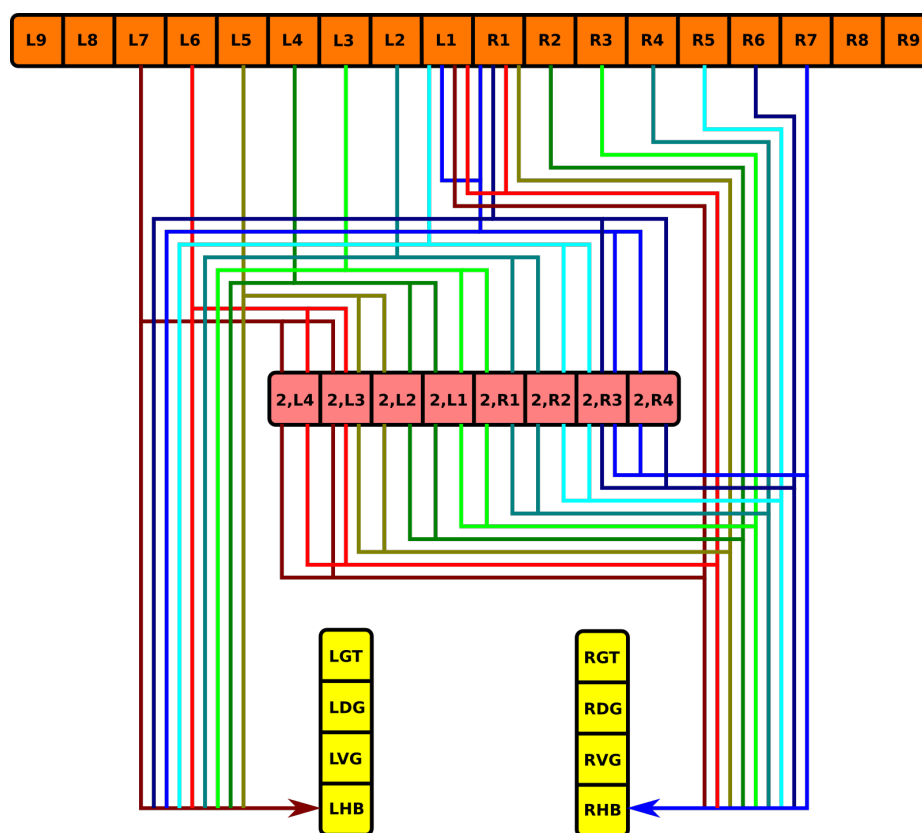 L9 L8 L7 L6 L5 L4 L3 L2 L1 R1 R2 R3 R4 R5 R6 R7 R8 R9
2,L4 2,L3 2,L2 2,L1 2,R1 2,R2 2,R3 2,R4
LGT RGT
LDG RDG
LVG RVG
LHB RHB